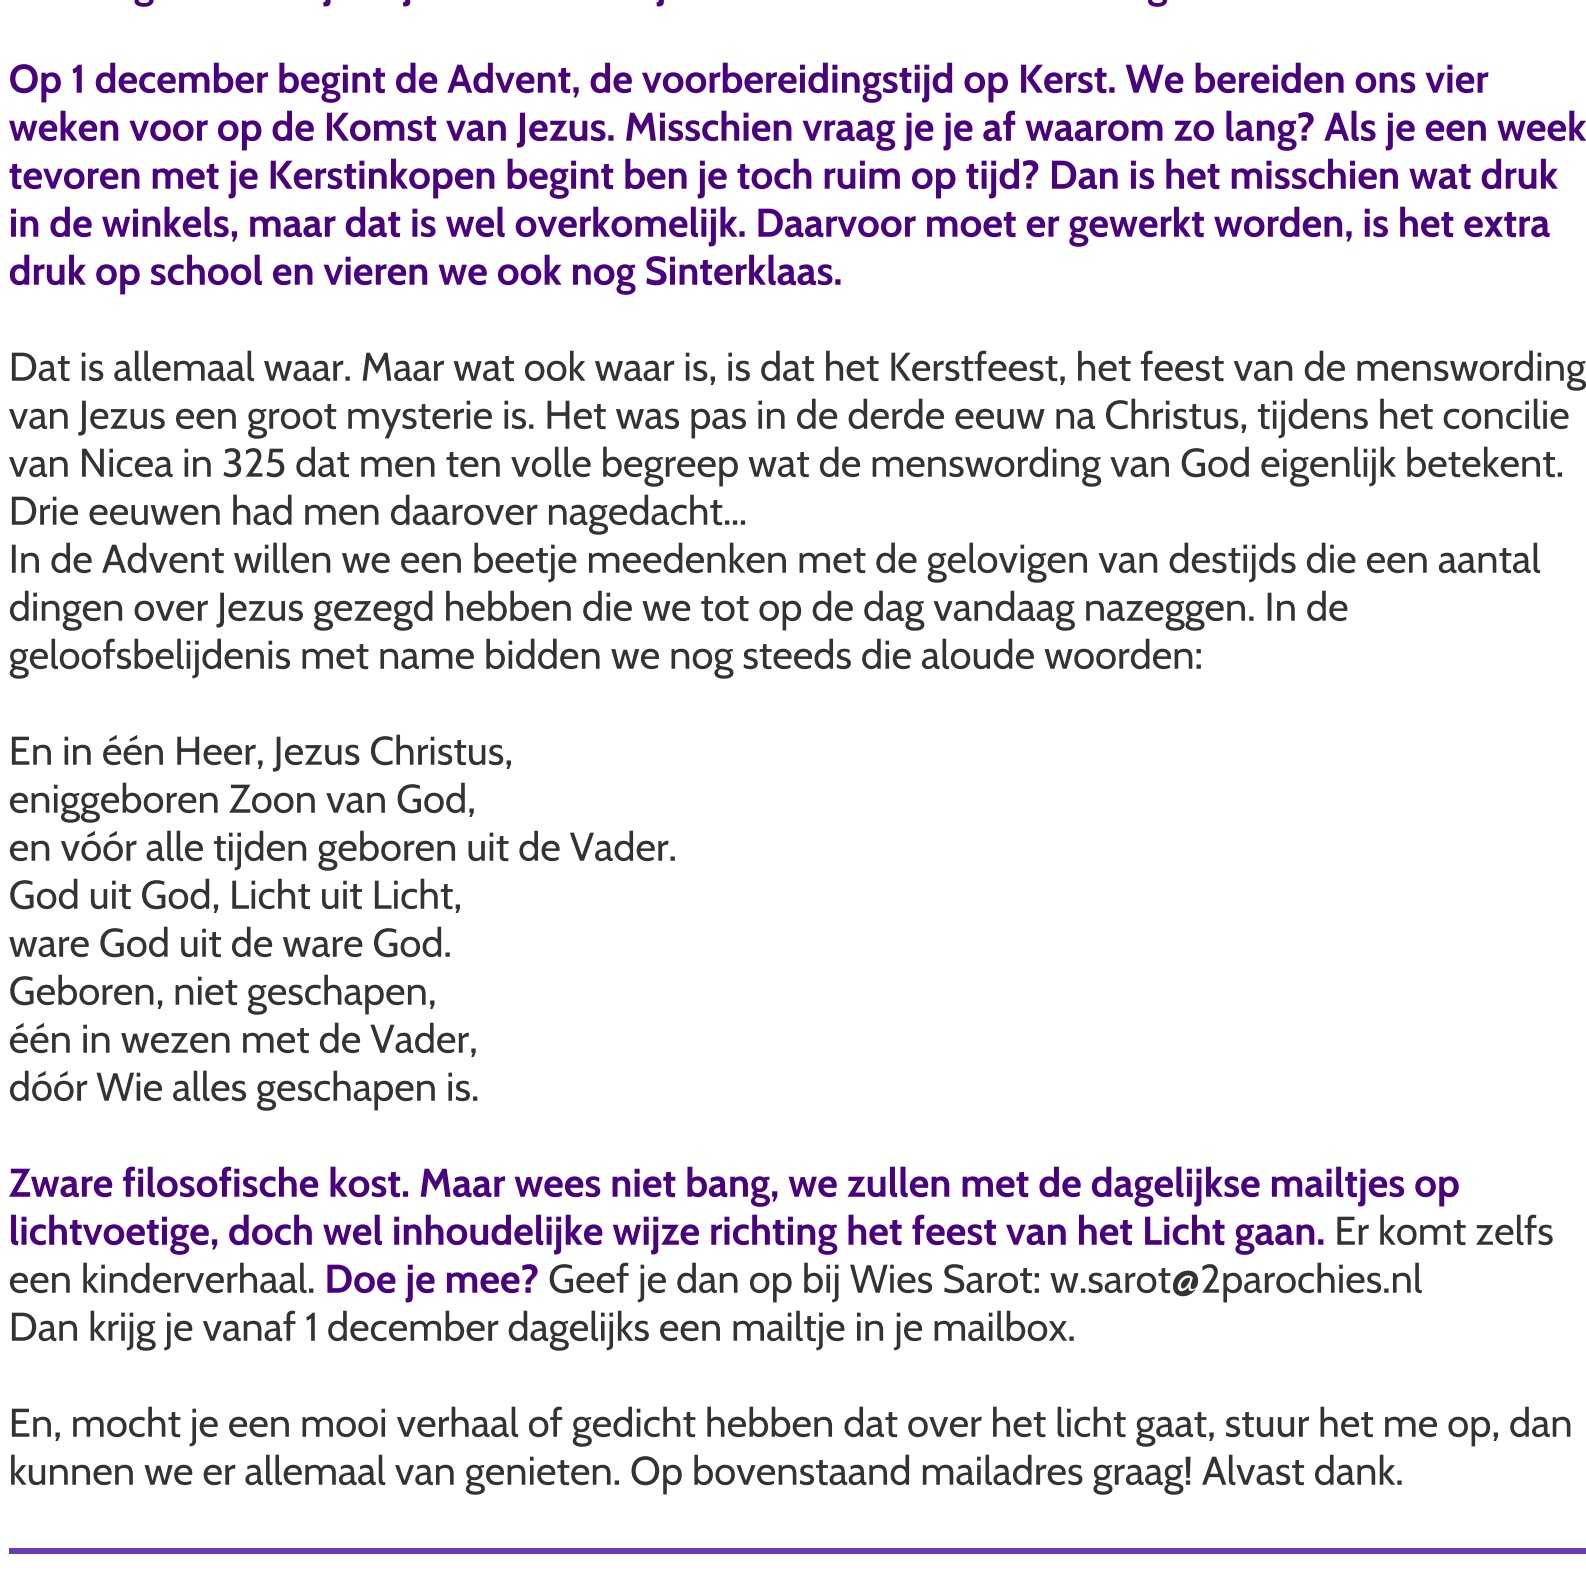 Op 1 december begint de Advent, de voorbereidingstijd op Kerst. We bereiden ons vier
weken voor op de Komst van Jezus. Misschien vraag je je af waarom zo lang? Als je een week
tevoren met je Kerstinkopen begint ben je toch ruim op tijd? Dan is het misschien wat druk
in de winkels, maar dat is wel overkomelijk. Daarvoor moet er gewerkt worden, is het extra
druk op school en vieren we ook nog Sinterklaas.
Dat is allemaal waar. Maar wat ook waar is, is dat het Kerstfeest, het feest van de menswording
van Jezus een groot mysterie is. Het was pas in de derde eeuw na Christus, tijdens het concilie
van Nicea in 325 dat men ten volle begreep wat de menswording van God eigenlijk betekent.
Drie eeuwen had men daarover nagedacht...
In de Advent willen we een beetje meedenken met de gelovigen van destijds die een aantal
dingen over Jezus gezegd hebben die we tot op de dag vandaag nazeggen. In de
geloofsbelijdenis met name bidden we nog steeds die aloude woorden:
En in één Heer, Jezus Christus,
eniggeboren Zoon van God,
en vóór alle tijden geboren uit de Vader.
God uit God, Licht uit Licht,
ware God uit de ware God.
Geboren, niet geschapen,
één in wezen met de Vader,
dóór Wie alles geschapen is.
Zware filosofische kost. Maar wees niet bang, we zullen met de dagelijkse mailtjes op
lichtvoetige, doch wel inhoudelijke wijze richting het feest van het Licht gaan. Er komt zelfs
een kinderverhaal. Doe je mee? Geef je dan op bij Wies Sarot: w.sarot@2parochies.nl
Dan krijg je vanaf 1 december dagelijks een mailtje in je mailbox.
En, mocht je een mooi verhaal of gedicht hebben dat over het licht gaat, stuur het me op, dan
kunnen we er allemaal van genieten. Op bovenstaand mailadres graag! Alvast dank.